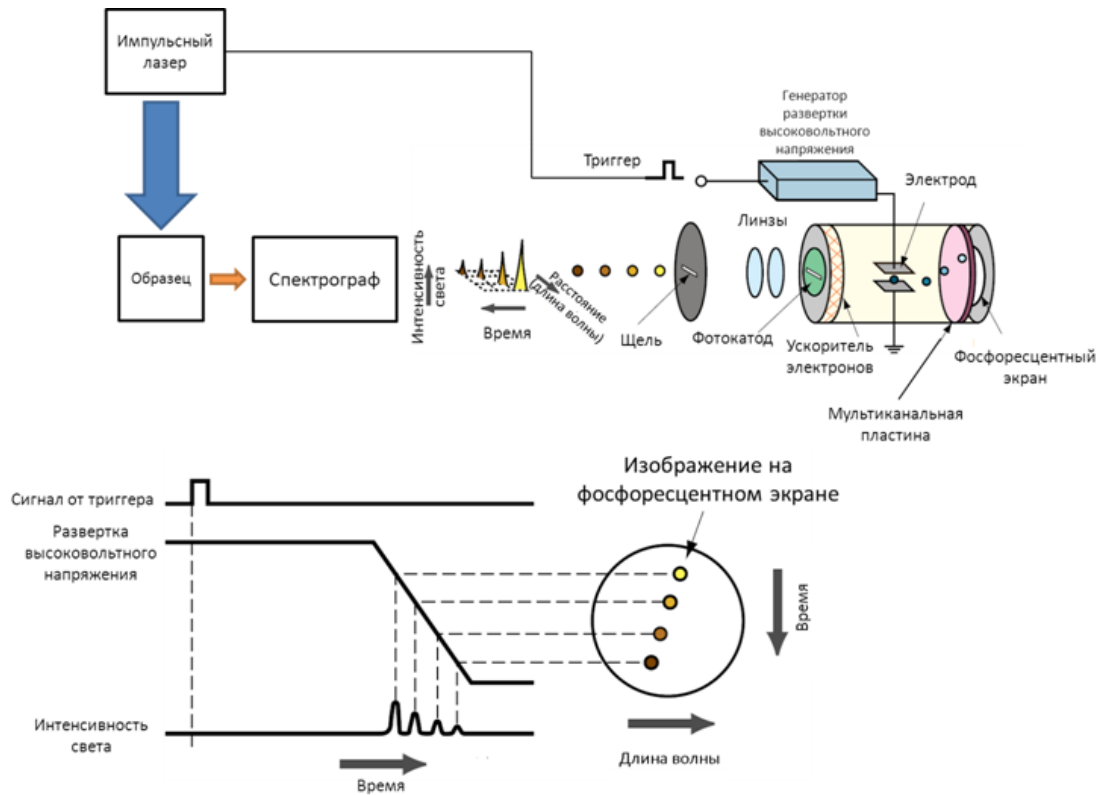 Импульсный
лазер
Генератор
развертки
высоковольтного
напряжения
Триггер
Электрод
Линзы
Образец
Спектрограф
Интенсивность
света
Расстояние
(длина волны)
Время
Щель
Фотокатод
Ускоритель
электронов
Фосфоресцентный
экран
Мультиканальная
пластина
Изображение на
фосфоресцентном экране
Сигнал от триггера
Развертка
высоковольтного
напряжения
Время
Интенсивность
света
Длина волны
Время